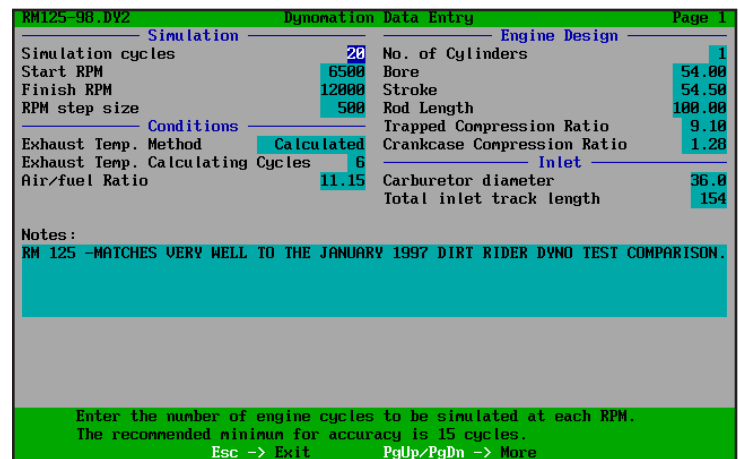 RM125-98.DY2 Dynomation Data Entry Page 1
Simulation
Simulation cycles 20
Start RPM 6500
Finish RPM 12000
RPM step size 500
Conditions
Exhaust Temp. Method Calculated
Exhaust Temp. Calculating Cycles 6
Air/fuel Ratio 11.15
Engine Design
No. of Cylinders 1
Bore 54.00
Stroke 54.50
Rod Length 100.00
Trapped Compression Ratio 9.10
Crankcase Compression Ratio 1.28
Inlet
Carburetor diameter 36.0
Total inlet track length 154
Notes:
RM 125 -MATCHES VERY WELL TO THE JANUARY 1997 DIRT RIDER DYNO TEST COMPARISON.
Enter the number of engine cycles to be simulated at each RPM.
The recommended minimum for accuracy is 15 cycles.
Esc -> Exit PgUp/PgDn -> More